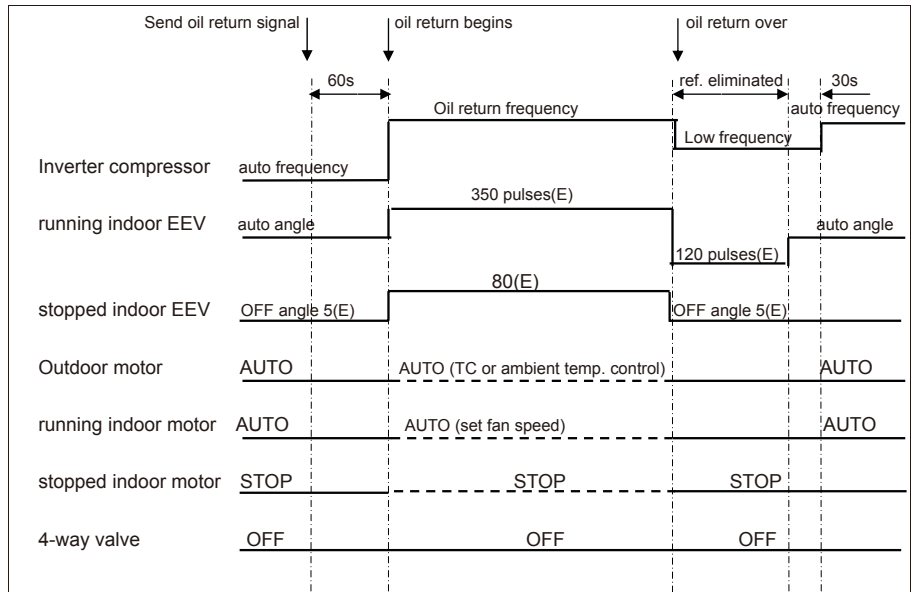 Send oil return signal oil return begins oil return over
60s ref. eliminated 30s
Oil return frequency auto frequency
Low frequency
Inverter compressor auto frequency
350 pulses(E)
running indoor EEV auto angle auto angle
120 pulses(E)
80(E)
stopped indoor EEV OFF angle 5(E) OFF angle 5(E)
Outdoor motor AUTO AUTO (TC or ambient temp. control) AUTO
running indoor motor AUTO AUTO (set fan speed) AUTO
stopped indoor motor STOP STOP STOP
4-way valve OFF OFF OFF